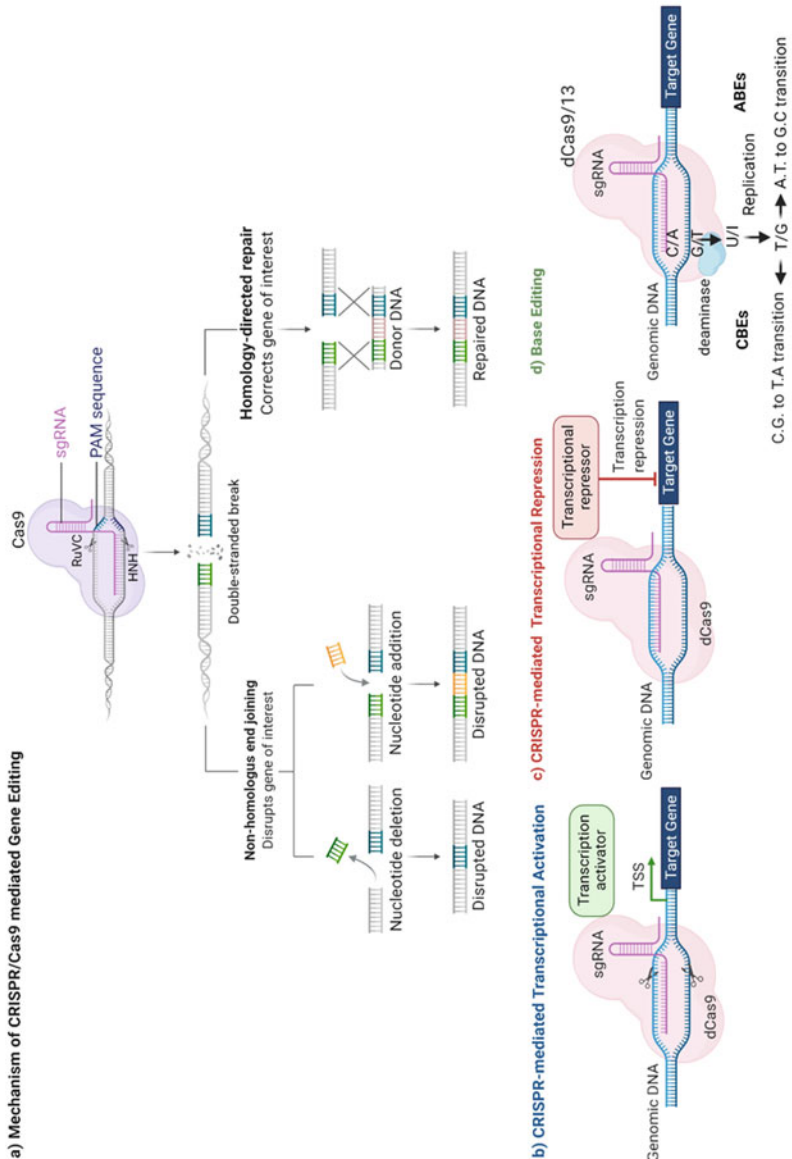 a) Mechanism of CRISPR/Cas9 mediated Gene Editing
Cas9
sgRNA
PAM sequence
RuVC
HNH
Double-stranded break
Non-homologus end joining
Disrupts gene of interest
Nucleotide deletion
Disrupted DNA
Nucleotide addition
Disrupted DNA
Homology-directed repair
Corrects gene of interest
Donor DNA
Repaired DNA
b) CRISPR-mediated Transcriptional Activation
Transcription
activator
sgRNA
TSS
Genomic DNA
Target Gene
dCas9
c) CRISPR-mediated Transcriptional Repression
Transcriptional
repressor
sgRNA
Transcription
repression
Genomic DNA
Target Gene
dCas9
d) Base Editing
dCas9/13
sgRNA
Genomic DNA
Target Gene
C/A
G/T
deaminase
U/I
CBEs
Replication
ABEs
C.G. to T.A transition
T/G
A.T. to G.C transition